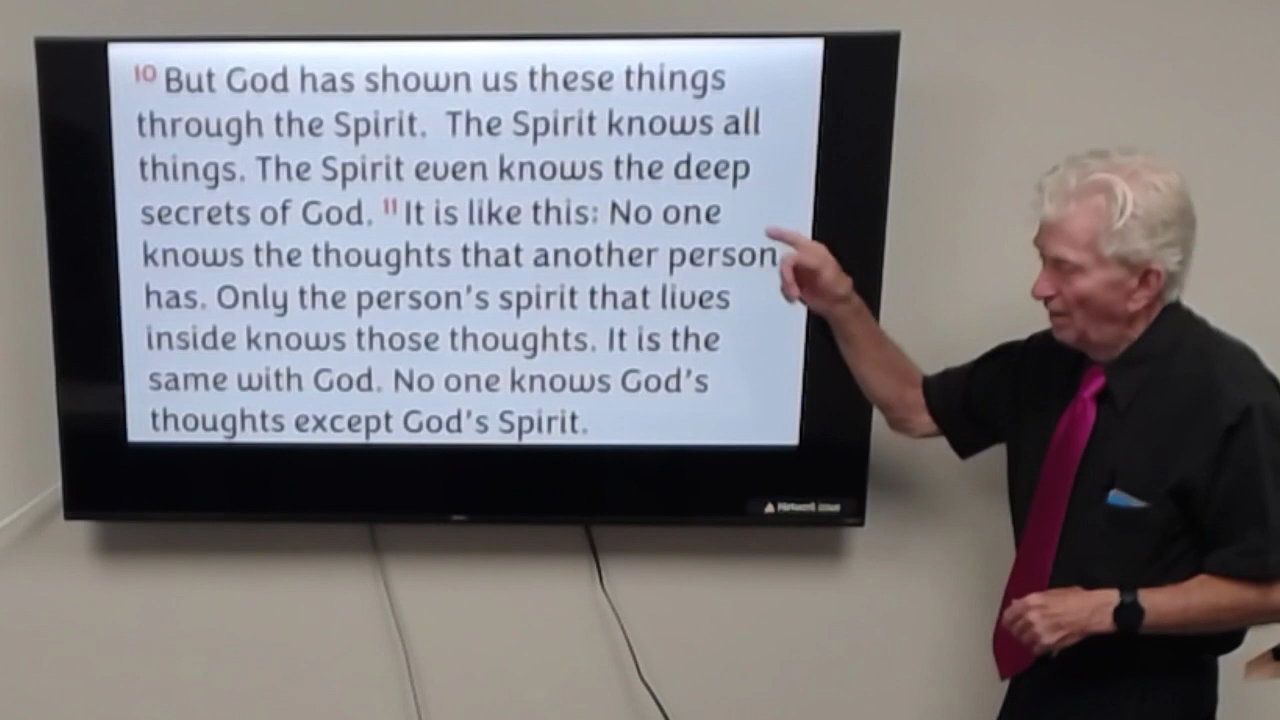 10 But God has shown us these things
through the Spirit. The Spirit knows all
things. The Spirit even knows the deep
secrets of God. 11 It is like this: No one
knows the thoughts that another person
has. Only the person's spirit that lives
inside knows those thoughts. It is the
same with God. No one knows God's
thoughts except God's Spirit.
Network